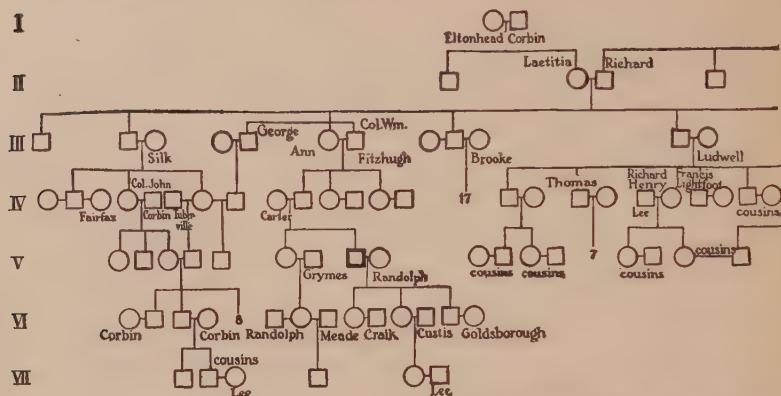 I
Eltonhead Corbin
II
Laetitia Richard
III
George Col.Wm.
Silk Ann Fitzhugh Brooke Ludwell
IV
Col. John Thomas Richard Henry Francis Lightfoot
Fairfax Corbin Tuber- ville Carter 17 Lee cousins
V
Grymes Randolph cousins cousins 7 cousins cousins
VI
Corbin Corbin 8 Randolph Meade Craik Custis Goldsborough
VII
cousins
Lee Lee